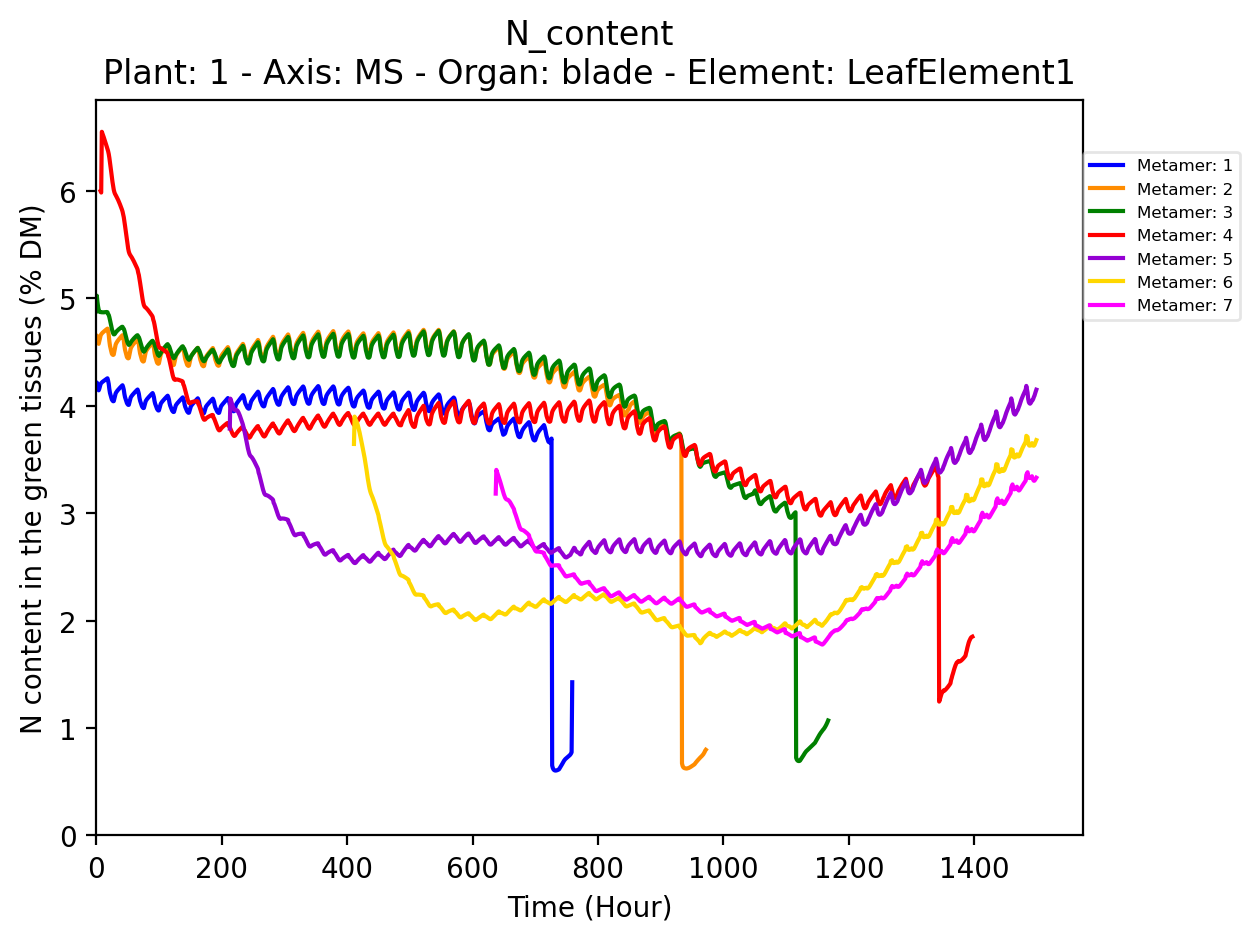 N_content
Plant: 1 - Axis: MS - Organ: blade - Element: LeafElement1
N content in the green tissues (% DM)
6
5
4
3
2
1
0
0 200 400 600 800 1000 1200 1400
Time (Hour)
Metamer: 1
Metamer: 2
Metamer: 3
Metamer: 4
Metamer: 5
Metamer: 6
Metamer: 7